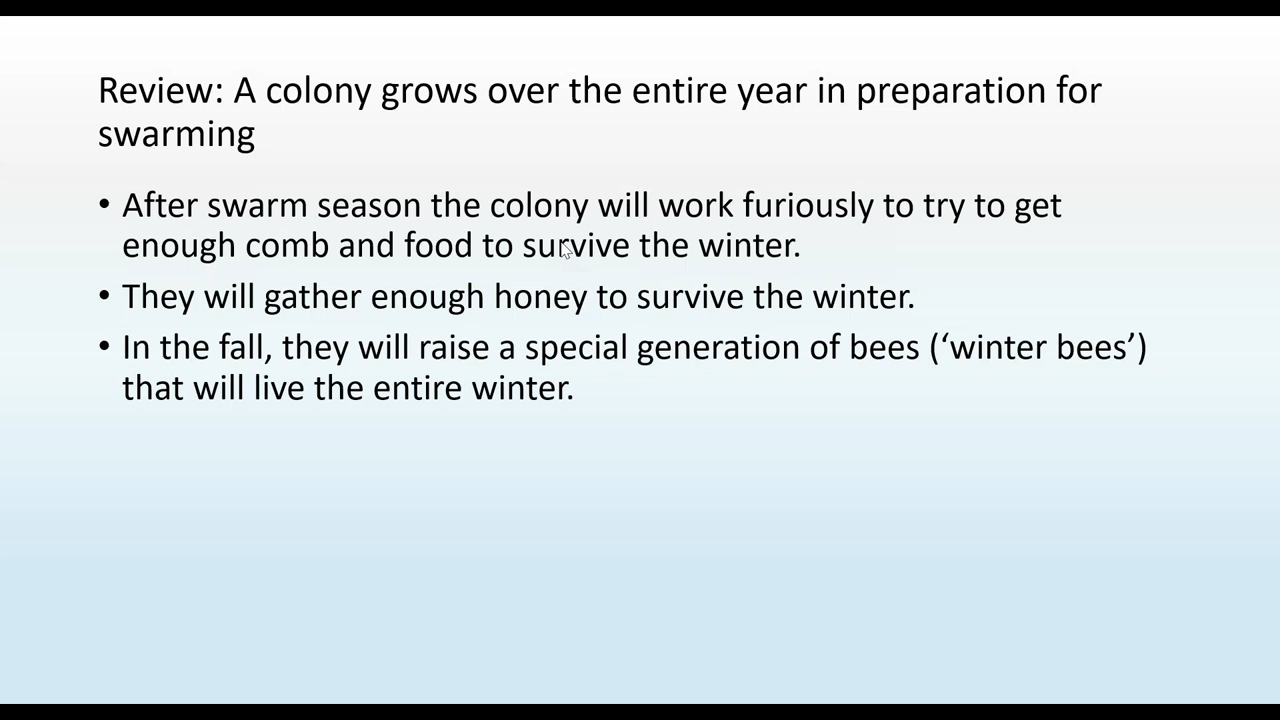 Review: A colony grows over the entire year in preparation for
swarming
• After swarm season the colony will work furiously to try to get
enough comb and food to survive the winter.
• They will gather enough honey to survive the winter.
• In the fall, they will raise a special generation of bees (‘winter bees’)
that will live the entire winter.